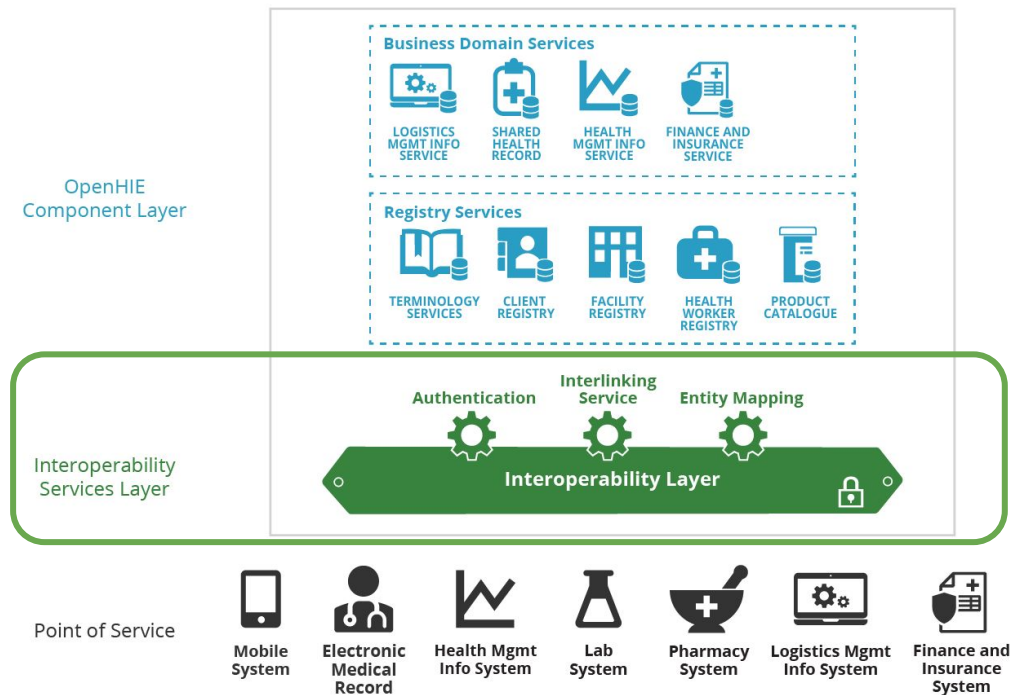 Business Domain Services
LOGISTICS
MGMT INFO
SERVICE
SHARED
HEALTH
RECORD
HEALTH
MGMT INFO
SERVICE
FINANCE AND
INSURANCE
SERVICE
OpenHIE
Component Layer
Registry Services
TERMINOLOGY
SERVICES
CLIENT
REGISTRY
FACILITY
REGISTRY
HEALTH
WORKER
REGISTRY
PRODUCT
CATALOGUE
Authentication
Interlinking
Service
Entity Mapping
Interoperability
Services Layer
Interoperability Layer
Point of Service
Mobile
System
Electronic
Medical
Record
Health Mgmt
Info System
Lab
System
Pharmacy
System
Logistics Mgmt
Info System
Finance and
Insurance
System